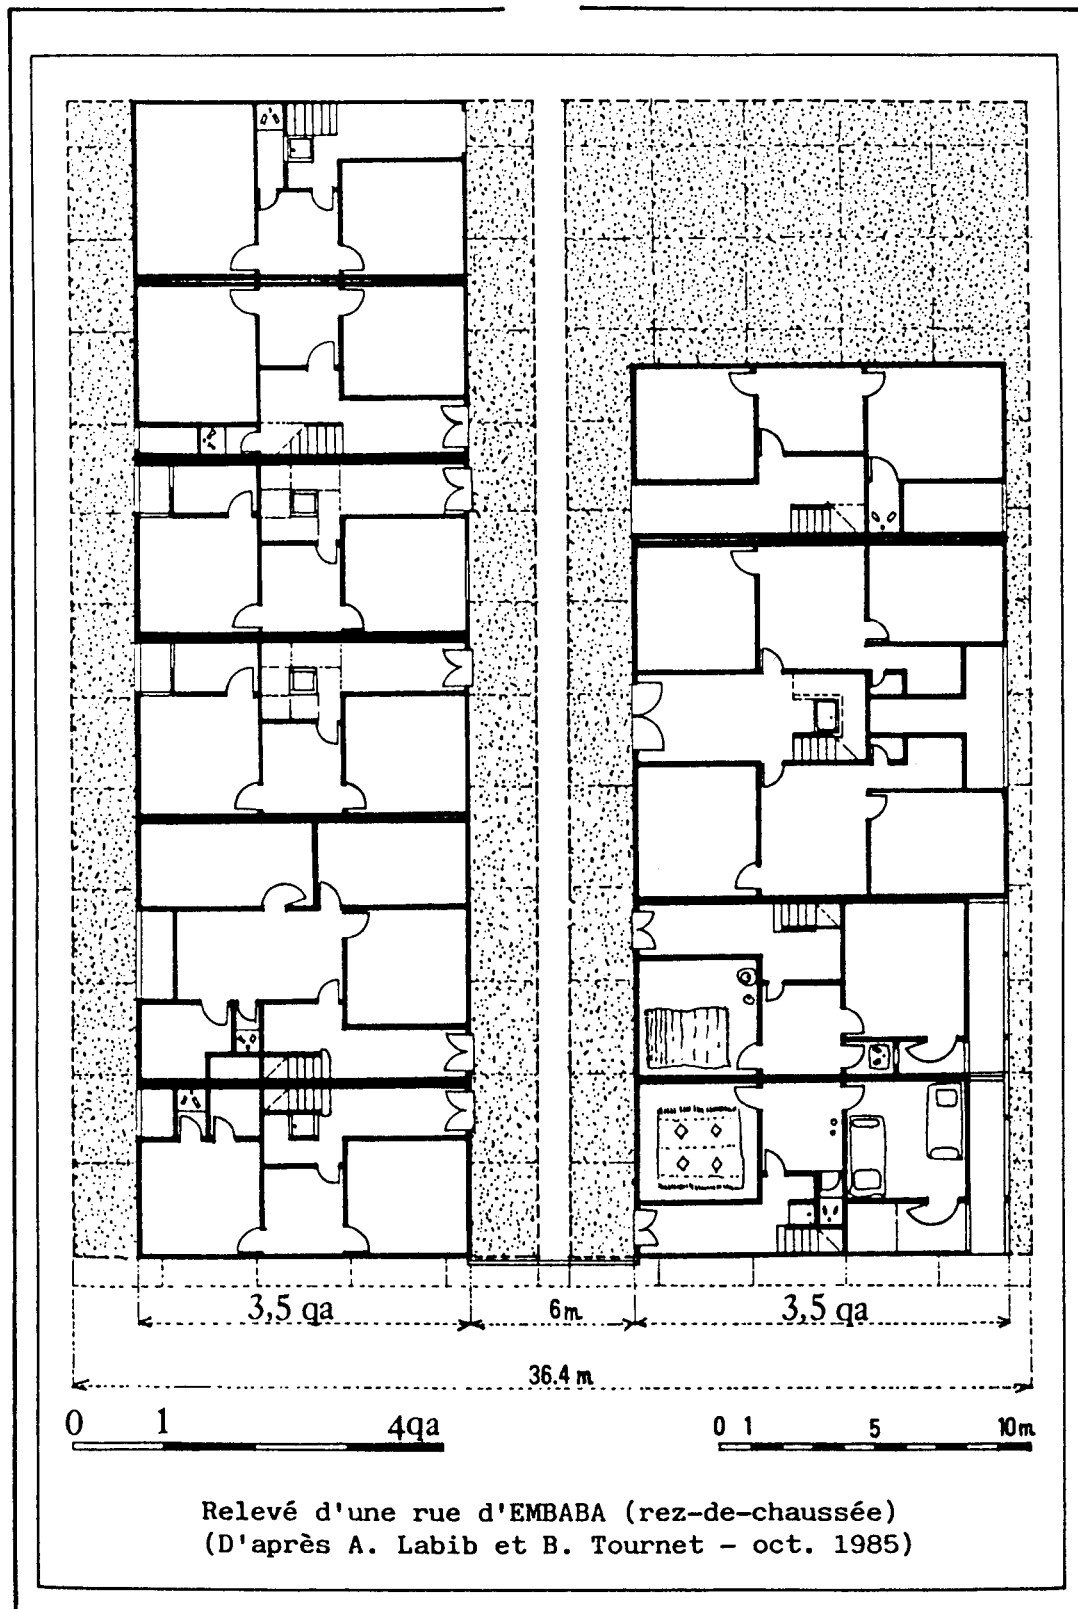 3,5 qa 6m 3,5 qa
36.4 m
0 1 4qa 0 1 5 10m
Relevé d'une rue d'EMBABA (rez-de-chaussée)
(D'après A. Labib et B. Tournet - oct. 1985)